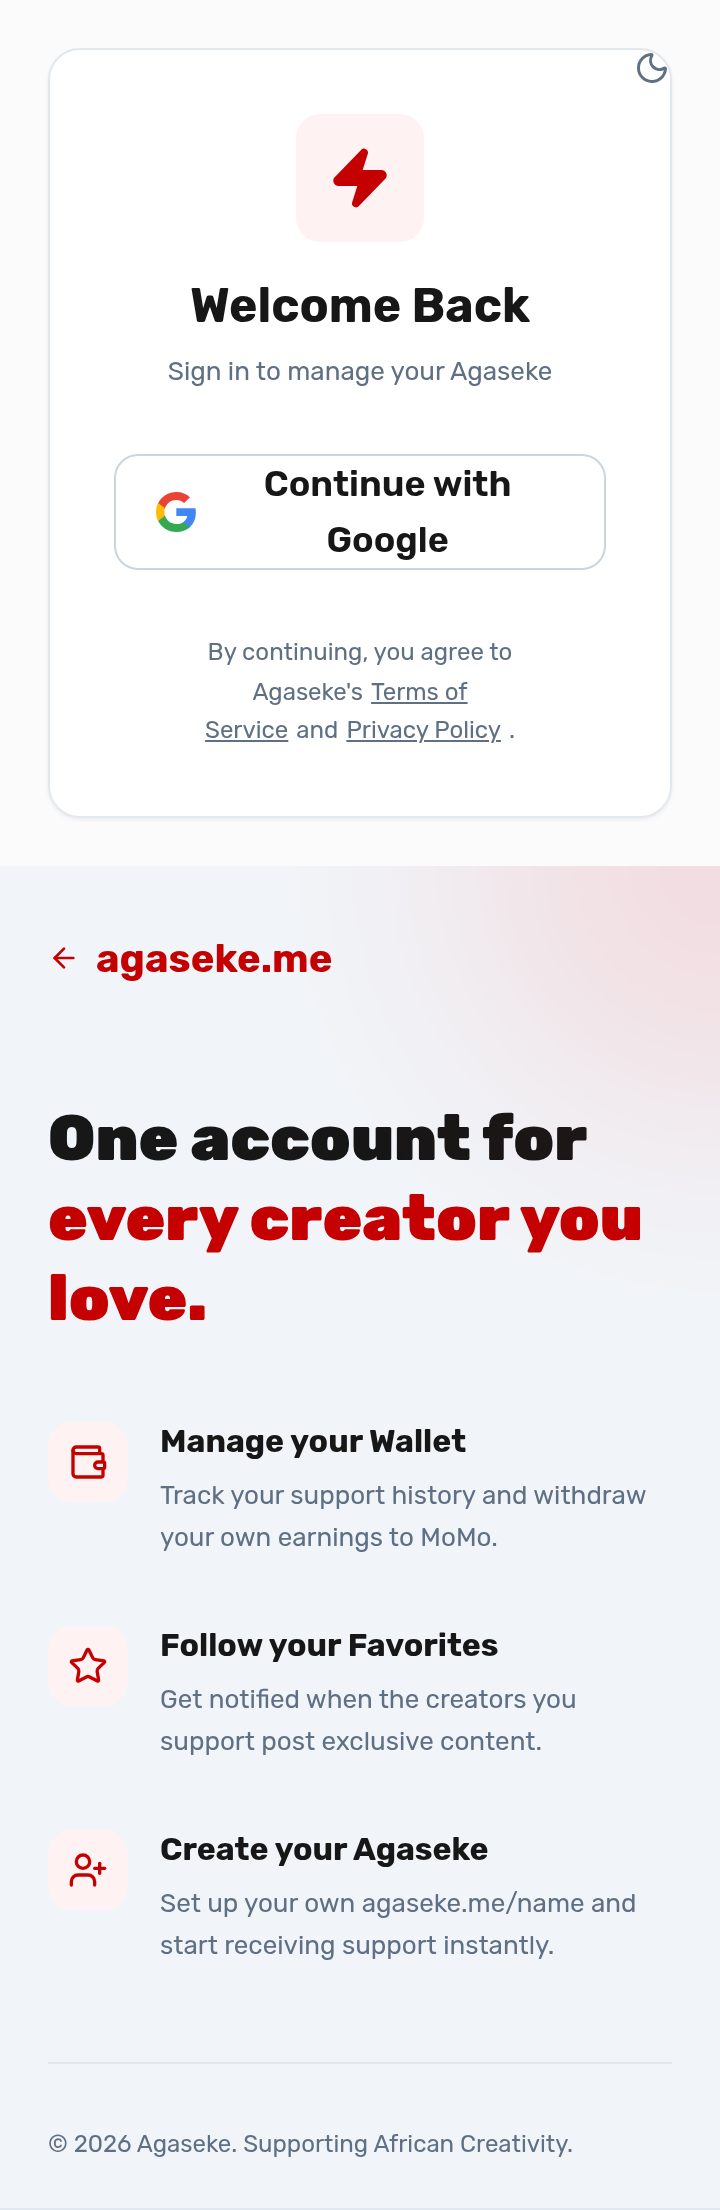 Welcome Back
Sign in to manage your Agaseke
Continue with
Google
By continuing, you agree to
Agaseke's Terms of
Service and Privacy Policy .
agaseke.me
One account for
every creator you
love.
Manage your Wallet
Track your support history and withdraw
your own earnings to MoMo.
Follow your Favorites
Get notified when the creators you
support post exclusive content.
Create your Agaseke
Set up your own agaseke.me/name and
start receiving support instantly.
© 2026 Agaseke. Supporting African Creativity.